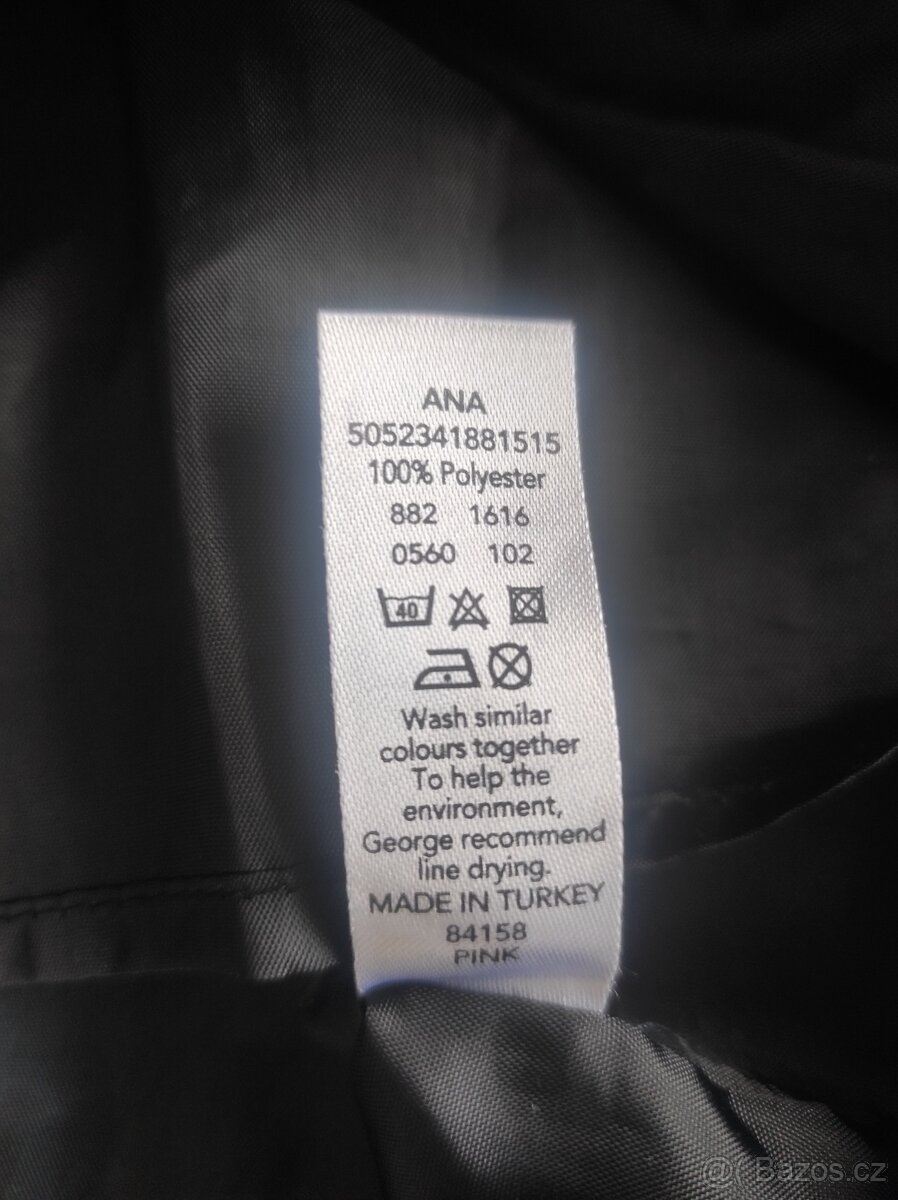 ANA
5052341881515
100% Polyester
882 1616
0560 102
40
Wash similar
colours together
To help the
environment,
George recommend
line drying.
MADE IN TURKEY
84158
PINK
@( Bazos.cz